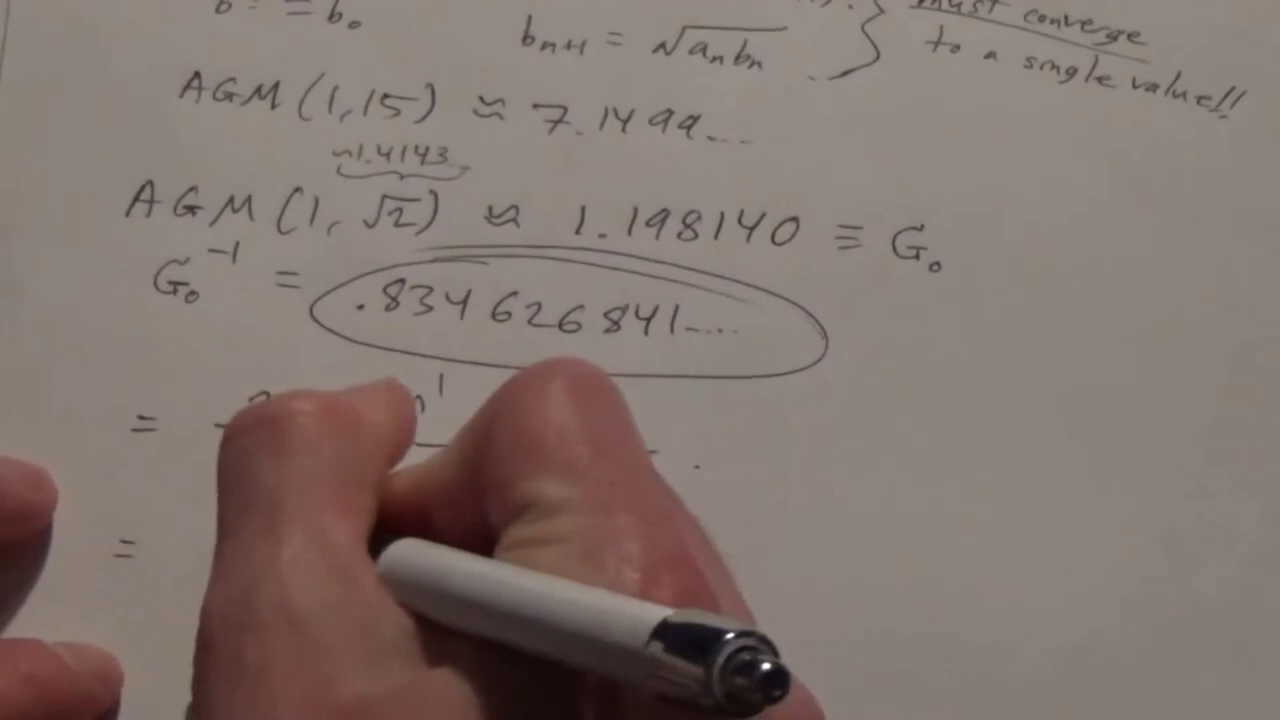 = b₀
bₙ₊₁ = √aₙbₙ
must converge
to a single value!!
AGM (1,15) ≈ 7.1499...
~1.4143
AGM (1, √2) ≈ 1.198140 ≡ G₀
G₀⁻¹ = .834626841....
=
=